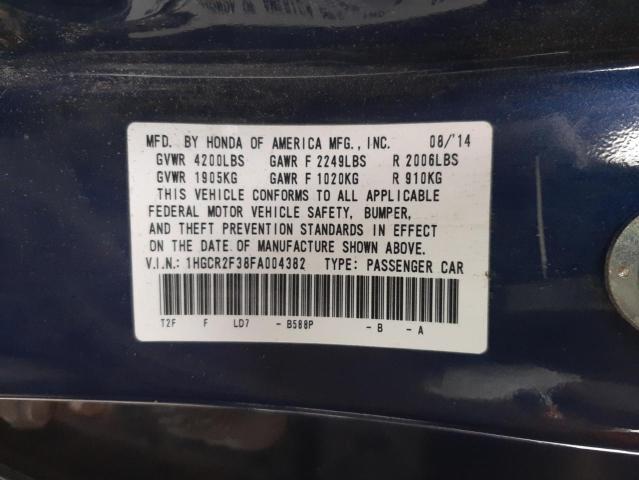 MFD. BY HONDA OF AMERICA MFG., INC. 08/'14
GVWR 4200LBS GAWR F 2249LBS R 2006LBS
GVWR 1905KG GAWR F 1020KG R 910KG
THIS VEHICLE CONFORMS TO ALL APPLICABLE
FEDERAL MOTOR VEHICLE SAFETY, BUMPER,
AND THEFT PREVENTION STANDARDS IN EFFECT
ON THE DATE OF MANUFACTURE SHOWN ABOVE.
V.I.N.: 1HGCR2F38FA004382 TYPE: PASSENGER CAR
T2F F LD7 -B588P -B -A